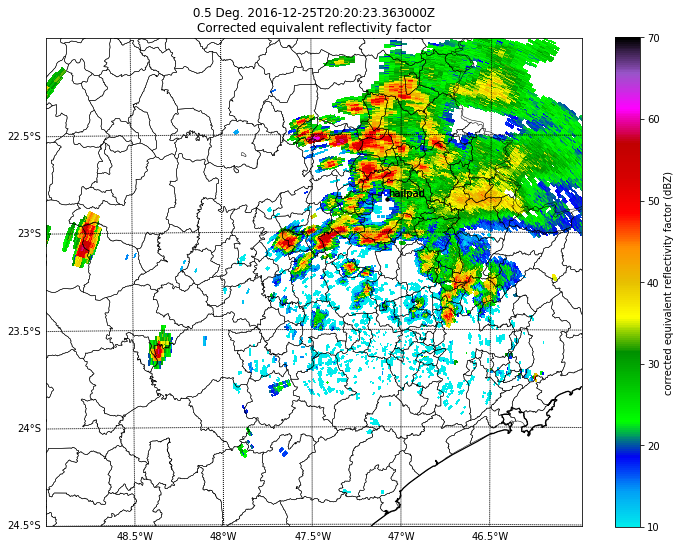 0.5 Deg. 2016-12-25T20:20:23.363000Z
Corrected equivalent reflectivity factor
22.5°S
23°S
23.5°S
24°S
24.5°S
48.5°W
48°W
47.5°W
47°W
46.5°W
70
60
50
40
30
20
10
corrected equivalent reflectivity factor (dBZ)